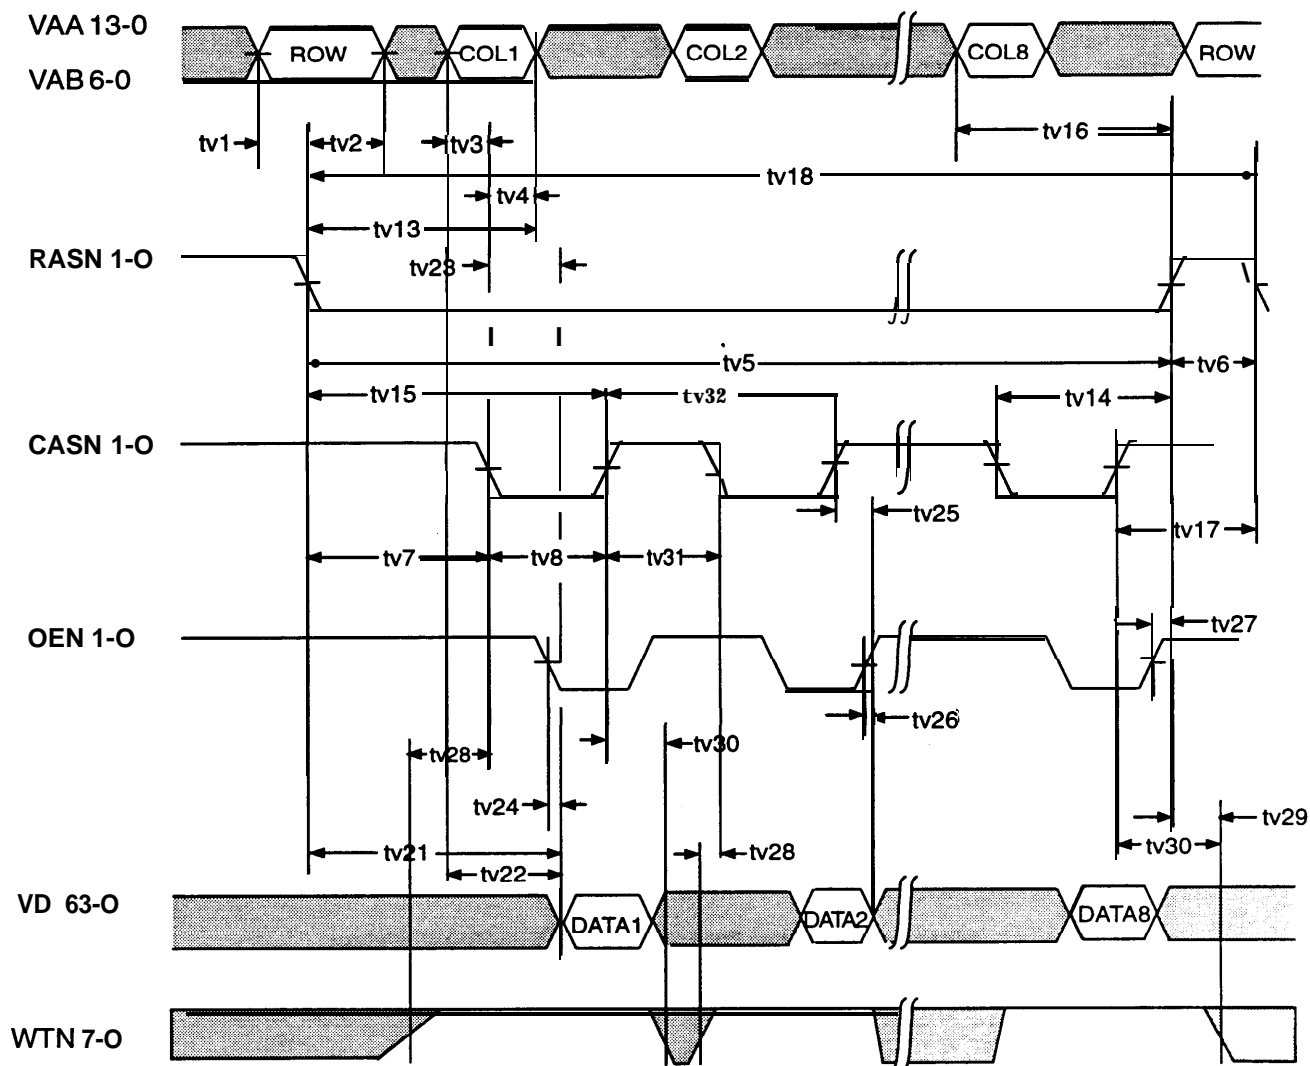 VAA 13-0
ROW COL1 COL2 COL8 ROW
VAB 6-0
tv1 tv2 tv3 tv16
tv18
tv4
tv13
RASN 1-O
tv23
tv5 tv6
tv15 tv32 tv14
CASN 1-O
tv25
tv17
tv7 tv8 tv31
OEN 1-O
tv27
tv26
tv28 tv30
tv24
tv29
tv21 tv28 tv30
tv22
VD 63-O
DATA1 DATA2 DATA8
WTN 7-O